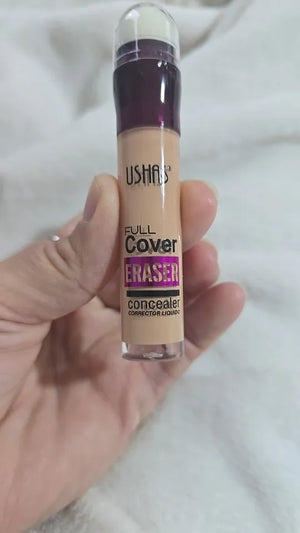 USHAS
FULL
Cover
ERASER
concealer
CORRECTOR LIQUIDO